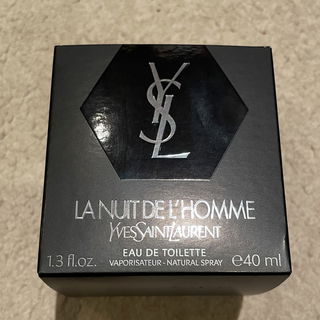 YSL
LA NUIT DE L'HOMME
YVES SAINT LAURENT
EAU DE TOILETTE
1.3 fl.oz. VAPORISATEUR - NATURAL SPRAY ℮40 ml